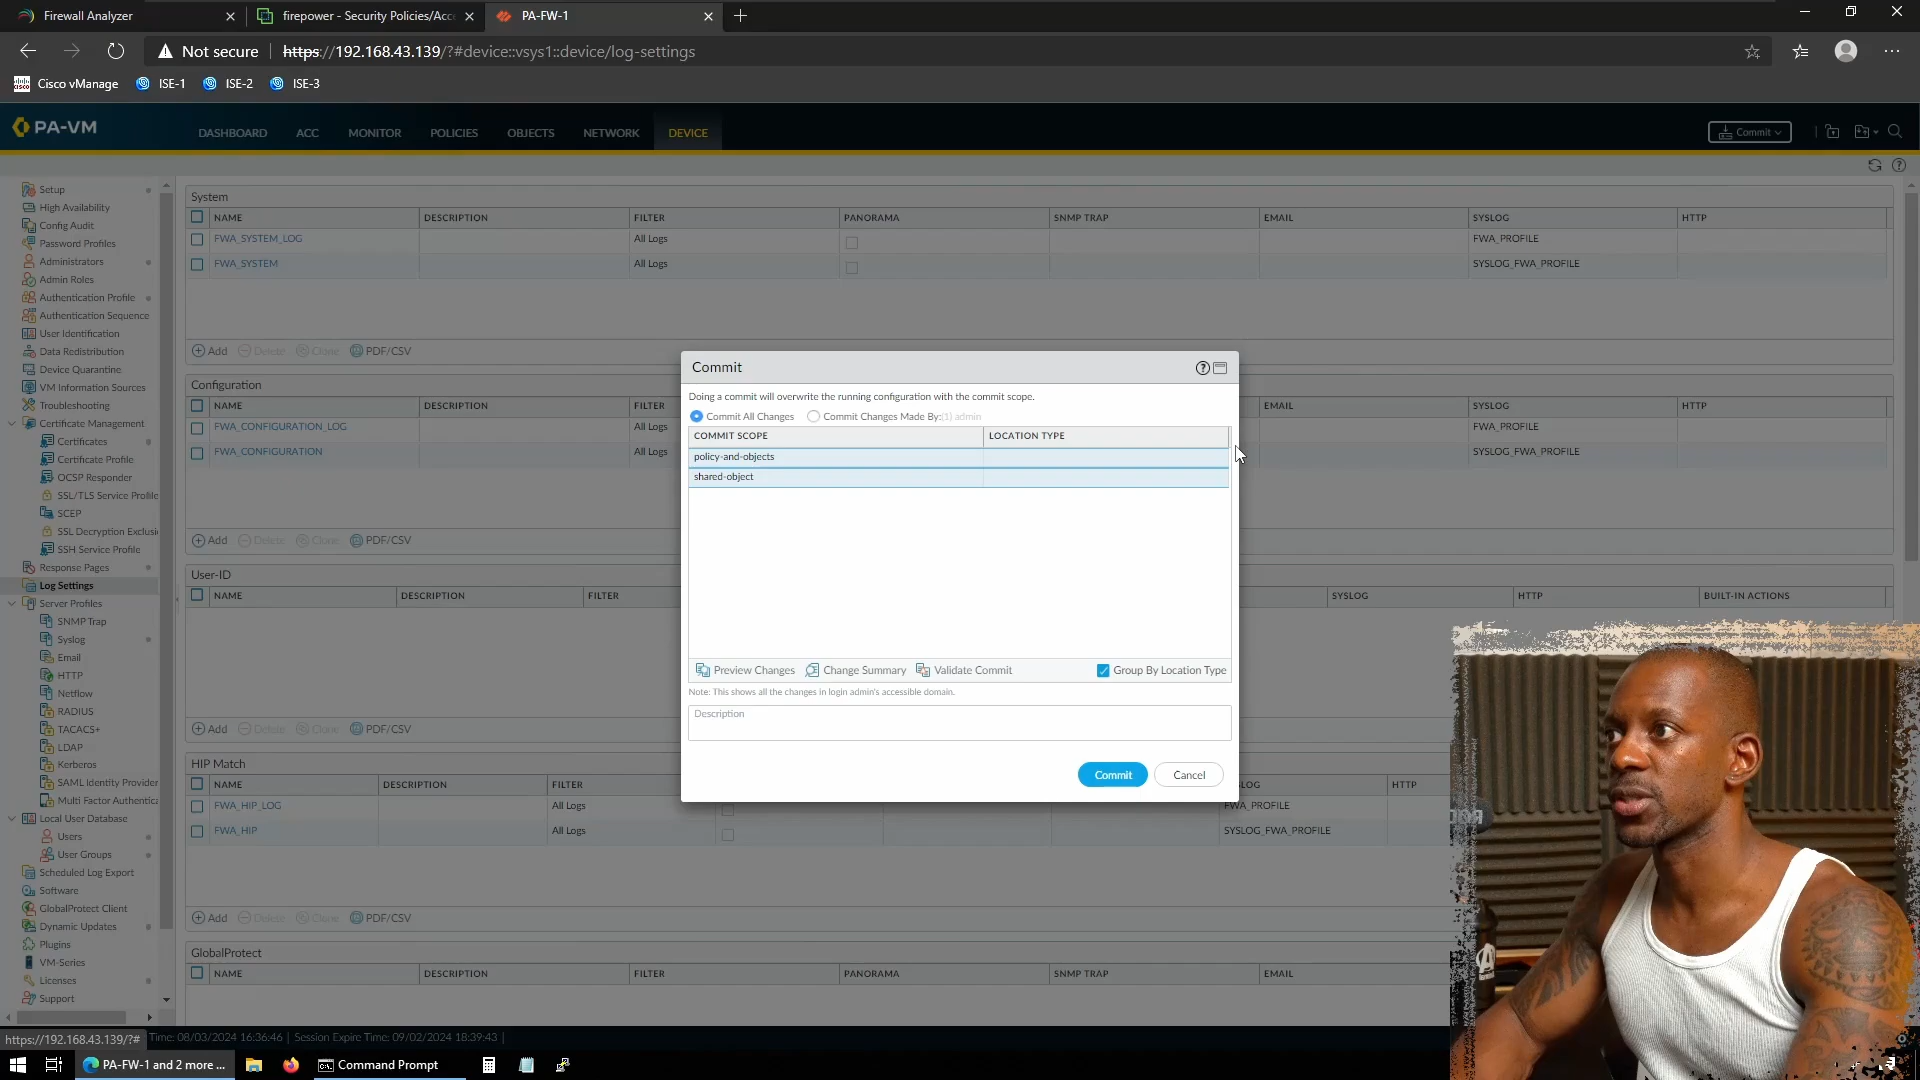 Firewall Analyzer
firepower - Security Policies/Acce
PA-FW-1
Not secure
https://192.168.43.139/?#device::vsys1::device/log-settings
Cisco vManage ISE-1 ISE-2 ISE-3
PA-VM
DASHBOARD ACC MONITOR POLICIES OBJECTS NETWORK DEVICE
Commit
Setup
High Availability
Config Audit
Password Profiles
Administrators
Admin Roles
Authentication Profile
Authentication Sequence
User Identification
Data Redistribution
Device Quarantine
VM Information Sources
Troubleshooting
Certificate Management
Certificates
Certificate Profile
OCSP Responder
SSL/TLS Service Profile
SCEP
SSL Decryption Exclusi
SSH Service Profile
Response Pages
Log Settings
Server Profiles
SNMP Trap
Syslog
Email
HTTP
Netflow
RADIUS
TACACS+
LDAP
Kerberos
SAML Identity Provider
Multi Factor Authentica
Local User Database
Users
User Groups
Scheduled Log Export
Software
GlobalProtect Client
Dynamic Updates
Plugins
VM-Series
Licenses
Support
System
NAME DESCRIPTION FILTER PANORAMA SNMP TRAP EMAIL SYSLOG HTTP
FWA_SYSTEM_LOG All Logs FWA_PROFILE
FWA_SYSTEM All Logs SYSLOG_FWA_PROFILE
Add Delete Clone PDF/CSV
Configuration
NAME DESCRIPTION FILTER EMAIL SYSLOG HTTP
FWA_CONFIGURATION_LOG All Logs FWA_PROFILE
FWA_CONFIGURATION All Logs SYSLOG_FWA_PROFILE
Add Delete Clone PDF/CSV
User-ID
NAME DESCRIPTION FILTER SYSLOG HTTP BUILT-IN ACTIONS
Add Delete Clone PDF/CSV
HIP Match
NAME DESCRIPTION FILTER LOG HTTP
FWA_HIP_LOG All Logs FWA_PROFILE
FWA_HIP All Logs SYSLOG_FWA_PROFILE
Add Delete Clone PDF/CSV
GlobalProtect
NAME DESCRIPTION FILTER PANORAMA SNMP TRAP EMAIL
Commit
Doing a commit will overwrite the running configuration with the commit scope.
Commit All Changes Commit Changes Made By:(1) admin
COMMIT SCOPE LOCATION TYPE
policy-and-objects
shared-object
Preview Changes Change Summary Validate Commit Group By Location Type
Note: This shows all the changes in login admin's accessible domain.
Description
Commit Cancel
https://192.168.43.139/?#
Time: 08/03/2024 16:36:46 | Session Expire Time: 09/02/2024 18:39:43 |
PA-FW-1 and 2 more ...
Command Prompt